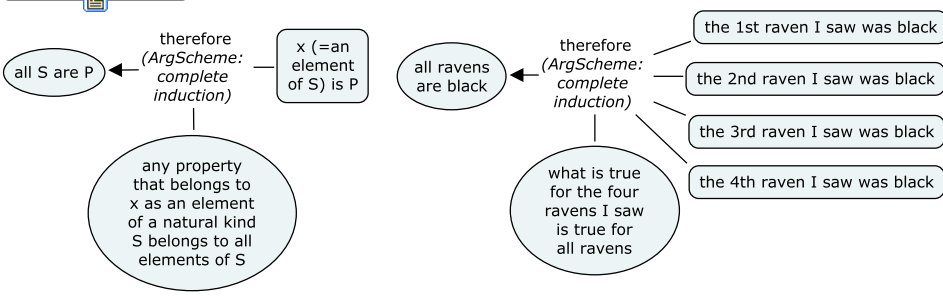 all S are P
therefore
(ArgScheme:
complete
induction)
x (=an
element
of S) is P
any property
that belongs to
x as an element
of a natural kind
S belongs to all
elements of S
all ravens
are black
therefore
(ArgScheme:
complete
induction)
the 1st raven I saw was black
the 2nd raven I saw was black
the 3rd raven I saw was black
the 4th raven I saw was black
what is true
for the four
ravens I saw
is true for
all ravens